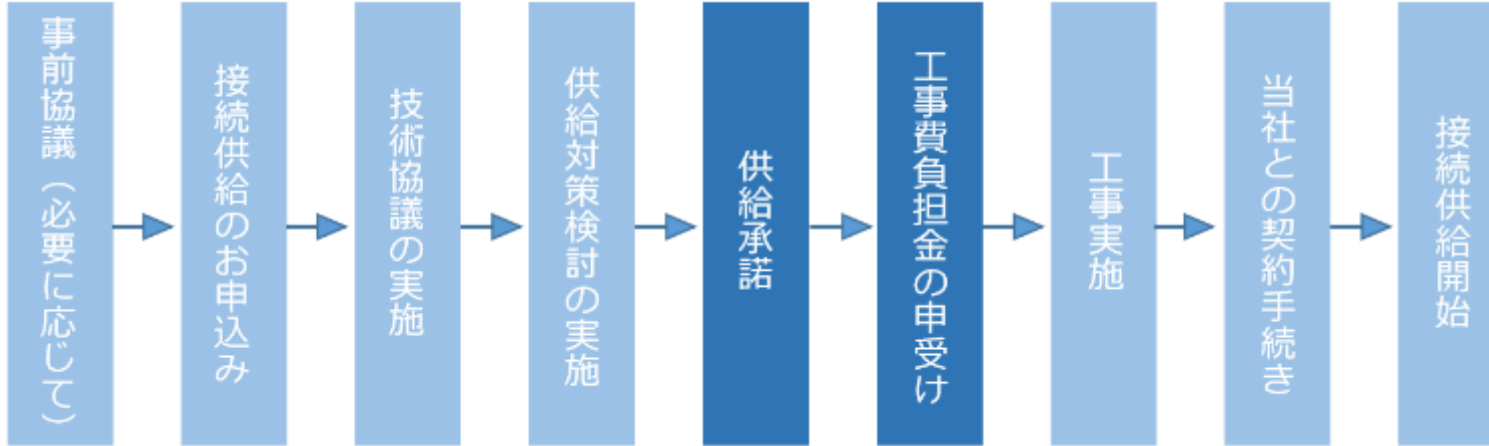 事前協議（必要に応じて）
接続供給のお申込み
技術協議の実施
供給対策検討の実施
供給承諾
工事費負担金の申受け
工事実施
当社との契約手続き
接続供給開始